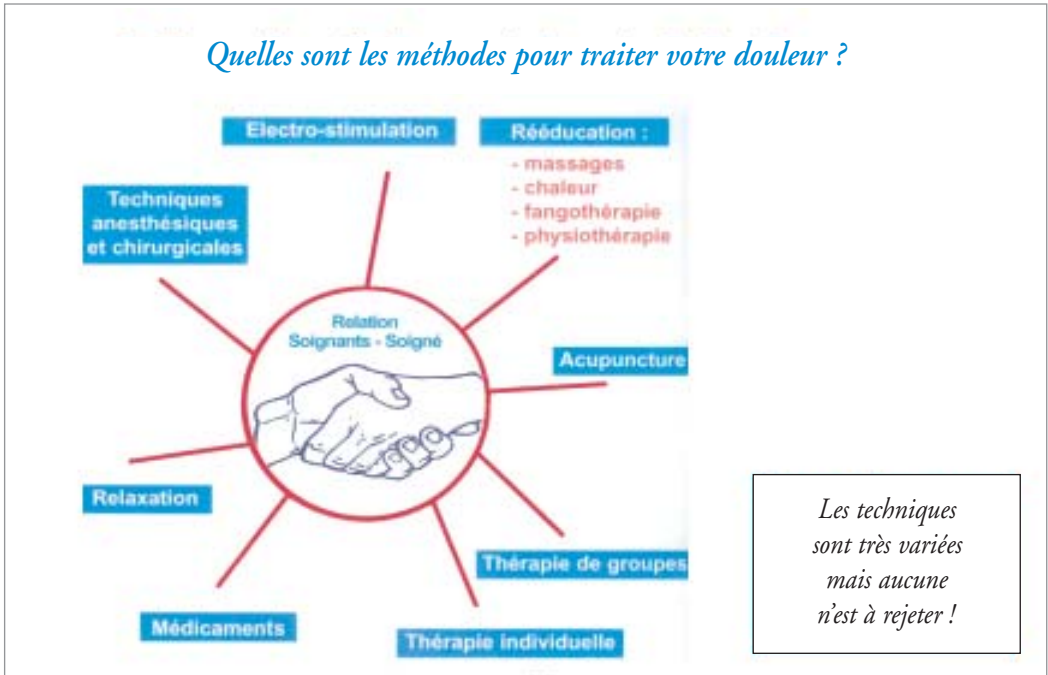 Quelles sont les méthodes pour traiter votre douleur ?
Electro-stimulation
Rééducation :
- massages
- chaleur
- fangothérapie
- physiothérapie
Techniques
anesthésiques
et chirurgicales
Relation
Soignants - Soigné
Acupuncture
Relaxation
Thérapie de groupes
Médicaments
Thérapie individuelle
Les techniques
sont très variées
mais aucune
n'est à rejeter !